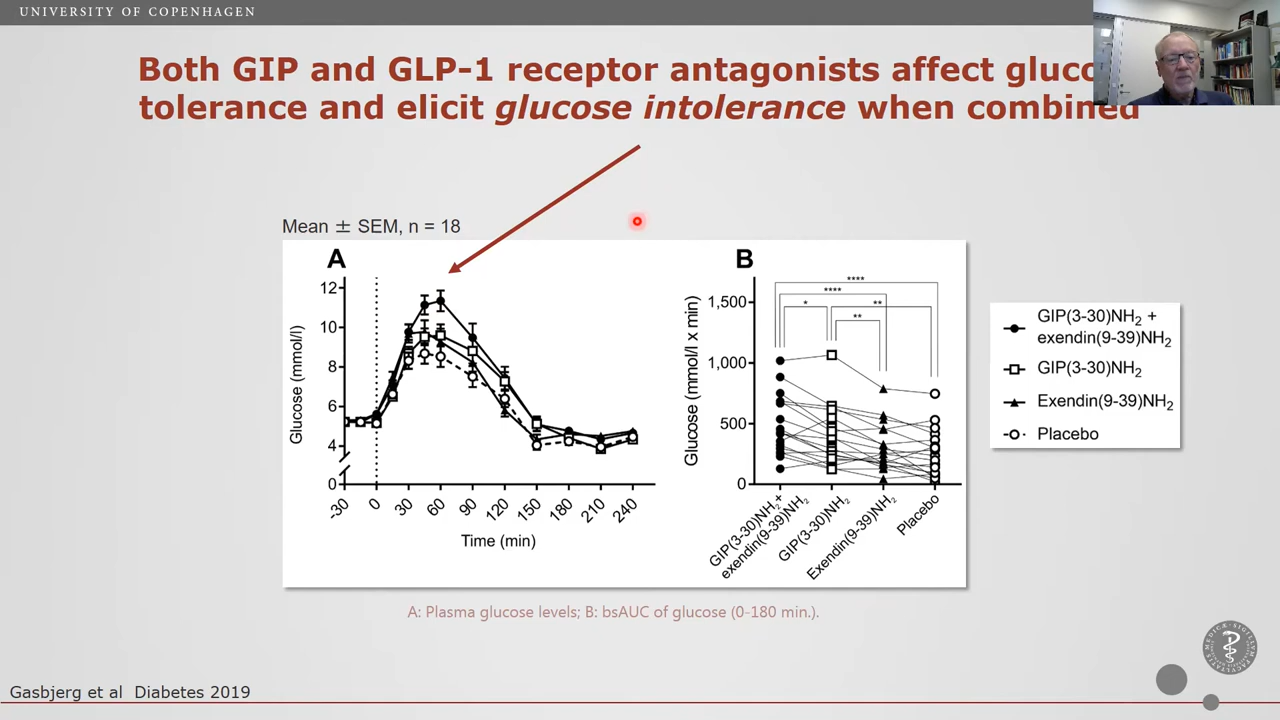 UNIVERSITY OF COPENHAGEN
Both GIP and GLP-1 receptor antagonists affect
tolerance and elicit glucose intolerance when combined
Mean ± SEM, n = 18
A
Glucose (mmol/l)
12
10
8
6
4
0
-30
0
30
60
90
120
150
180
210
240
Time (min)
B
Glucose (mmol/l x min)
1,500
1,000
500
0
****
****
*
**
**
GIP(3-30)NH₂+
exendin(9-39)NH₂
GIP(3-30)NH₂
Exendin(9-39)NH₂
Placebo
GIP(3-30)NH₂ +
exendin(9-39)NH₂
GIP(3-30)NH₂
Exendin(9-39)NH₂
Placebo
A: Plasma glucose levels; B: bsAUC of glucose (0-180 min.).
Gasbjerg et al Diabetes 2019